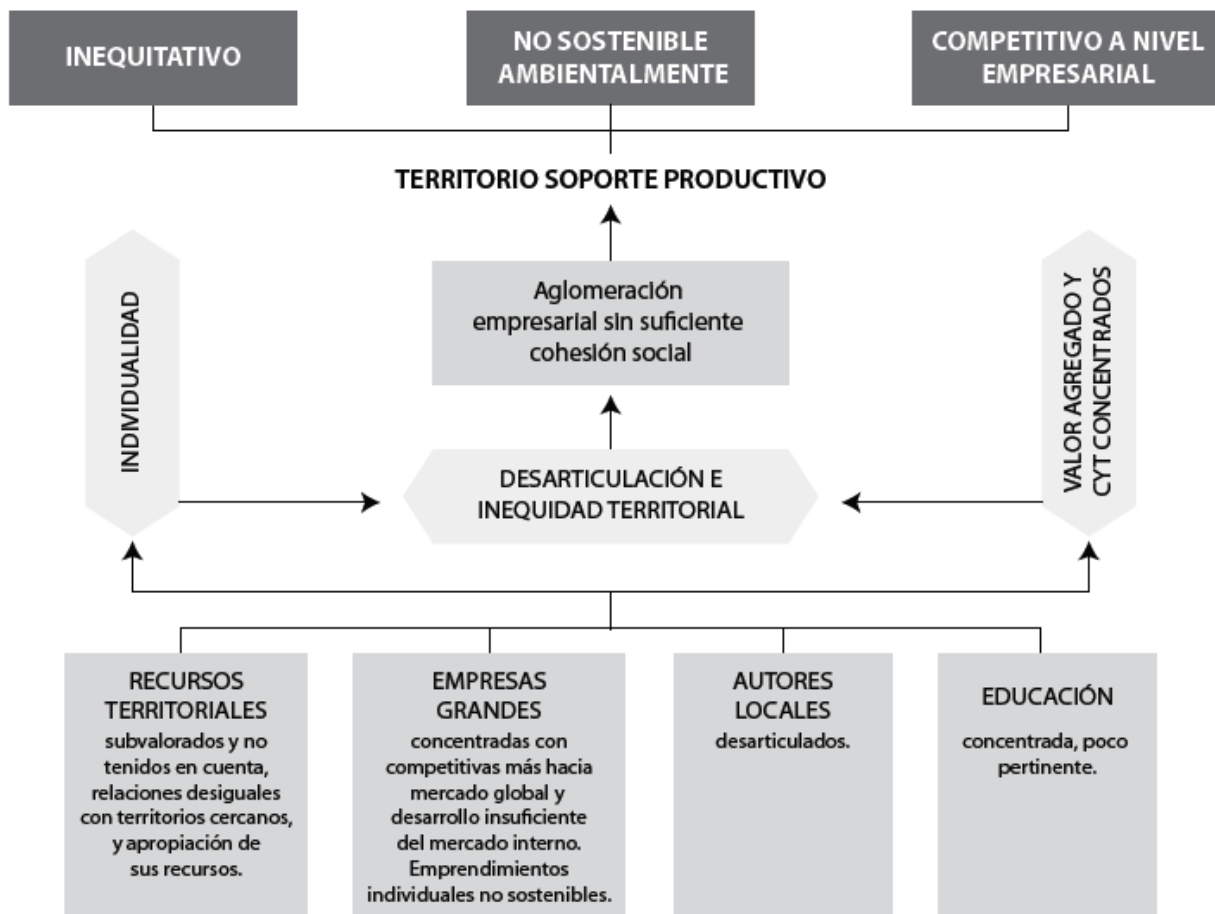 INEQUITATIVO
NO SOSTENIBLE
AMBIENTALMENTE
COMPETITIVO A NIVEL
EMPRESARIAL
TERRITORIO SOPORTE PRODUCTIVO
INDIVIDUALIDAD
Aglomeración
empresarial sin suficiente
cohesión social
VALOR AGREGADO Y
CYT CONCENTRADOS
DESARTICULACIÓN E
INEQUIDAD TERRITORIAL
RECURSOS
TERRITORIALES
subvalorados y no
tenidos en cuenta,
relaciones desiguales
con territorios cercanos,
y apropiación de
sus recursos.
EMPRESAS
GRANDES
concentradas con
competitivas más hacia
mercado global y
desarrollo insuficiente
del mercado interno.
Emprendimientos
individuales no sostenibles.
AUTORES
LOCALES
desarticulados.
EDUCACIÓN
concentrada, poco
pertinente.